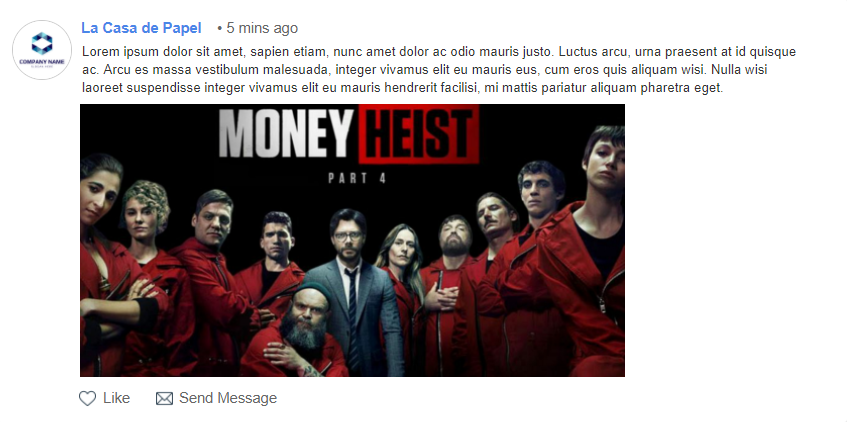 La Casa de Papel • 5 mins ago
COMPANY NAME
Lorem ipsum dolor sit amet, sapien etiam, nunc amet dolor ac odio mauris justo. Luctus arcu, urna praesent at id quisque
ac. Arcu es massa vestibulum malesuada, integer vivamus elit eu mauris eus, cum eros quis aliquam wisi. Nulla wisi
laoreet suspendisse integer vivamus elit eu mauris hendrerit facilisi, mi mattis pariatur aliquam pharetra eget.
MONEY HEIST
PART 4
Like Send Message